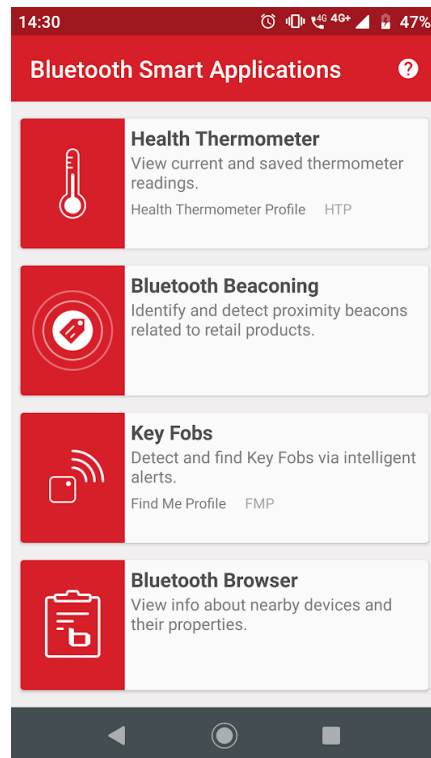 14:30 4G 4G+ 47%
Bluetooth Smart Applications ?
Health Thermometer
View current and saved thermometer
readings.
Health Thermometer Profile HTP
Bluetooth Beaconing
Identify and detect proximity beacons
related to retail products.
Key Fobs
Detect and find Key Fobs via intelligent
alerts.
Find Me Profile FMP
Bluetooth Browser
View info about nearby devices and
their properties.